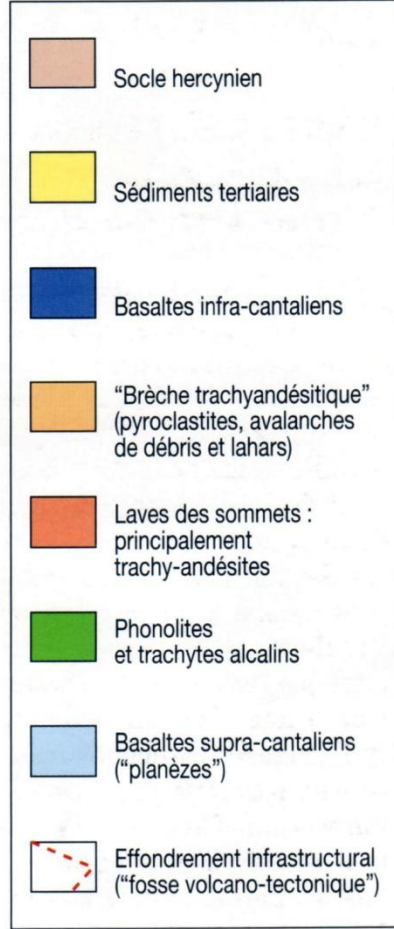 Socle hercynien
Sédiments tertiaires
Basaltes infra-cantaliens
“Brèche trachyandésitique”
(pyroclastites, avalanches
de débris et lahars)
Laves des sommets :
principalement
trachy-andésites
Phonolites
et trachytes alcalins
Basaltes supra-cantaliens
(“planèzes”)
Effondrement infrastructural
(“fosse volcano-tectonique”)